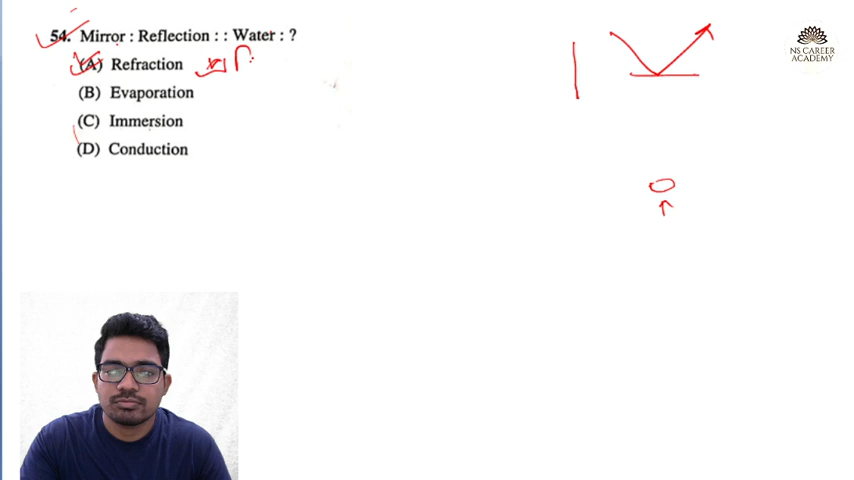 54. Mirror : Reflection : : Water : ?
(A) Refraction
(B) Evaporation
(C) Immersion
(D) Conduction
NS CAREER
ACADEMY